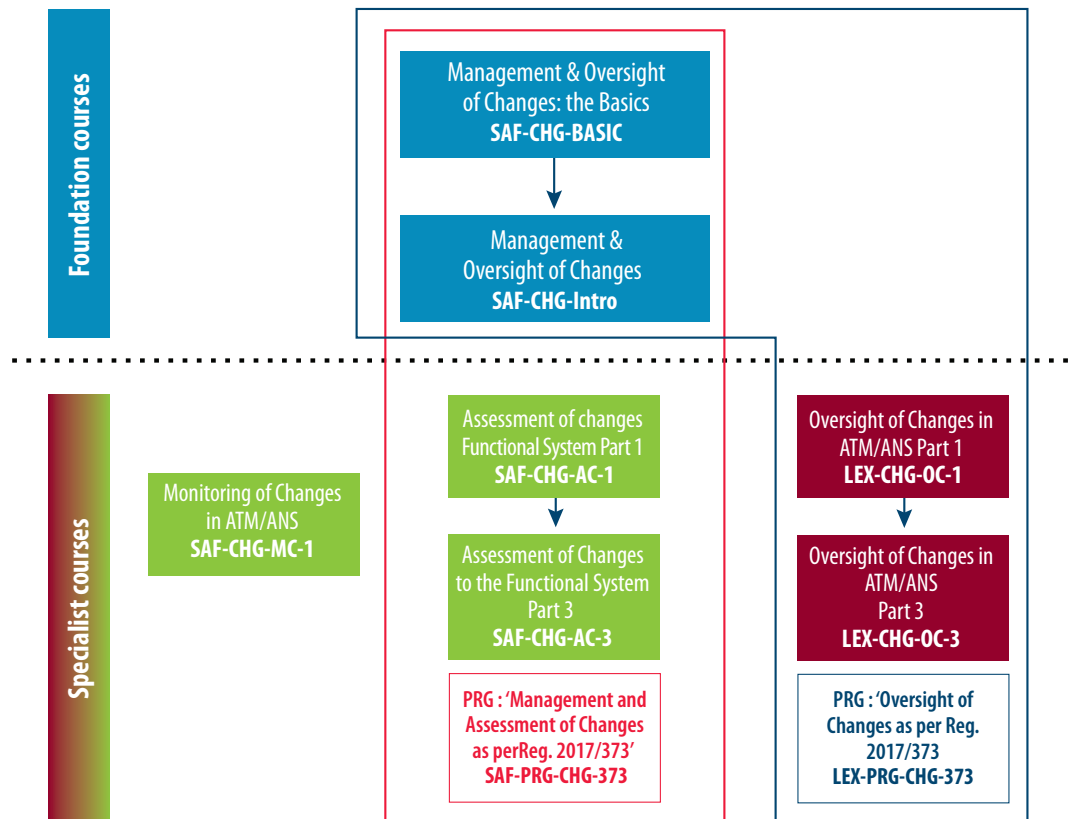 Foundation courses
Management & Oversight
of Changes: the Basics
SAF-CHG-BASIC
Management &
Oversight of Changes
SAF-CHG-Intro
Specialist courses
Monitoring of Changes
in ATM/ANS
SAF-CHG-MC-1
Assessment of changes
Functional System Part 1
SAF-CHG-AC-1
Assessment of Changes
to the Functional System
Part 3
SAF-CHG-AC-3
PRG : ‘Management and
Assessment of Changes
as perReg. 2017/373’
SAF-PRG-CHG-373
Oversight of Changes in
ATM/ANS Part 1
LEX-CHG-OC-1
Oversight of Changes in
ATM/ANS
Part 3
LEX-CHG-OC-3
PRG : ‘Oversight of
Changes as per Reg.
2017/373
LEX-PRG-CHG-373